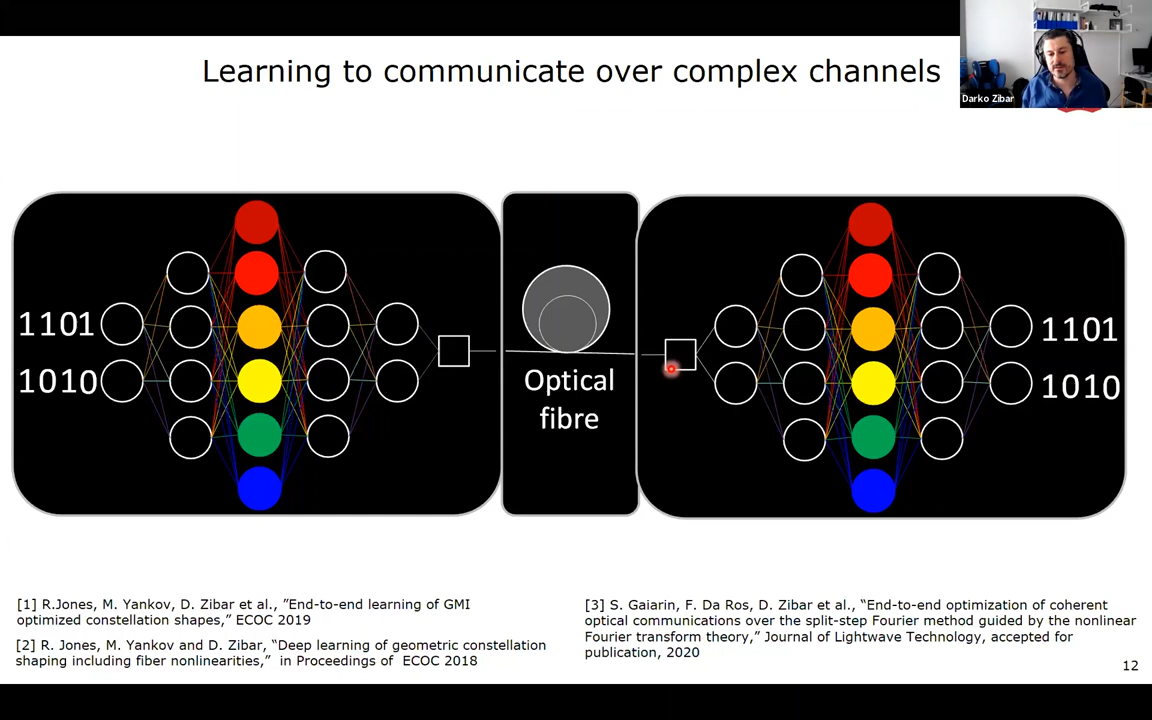 Learning to communicate over complex channels
Darko Zibar
1101
1010
Optical
fibre
1101
1010
[1] R.Jones, M. Yankov, D. Zibar et al., ”End-to-end learning of GMI
optimized constellation shapes,” ECOC 2019
[2] R. Jones, M. Yankov and D. Zibar, “Deep learning of geometric constellation
shaping including fiber nonlinearities,” in Proceedings of ECOC 2018
[3] S. Gaiarin, F. Da Ros, D. Zibar et al., “End-to-end optimization of coherent
optical communications over the split-step Fourier method guided by the nonlinear
Fourier transform theory,” Journal of Lightwave Technology, accepted for
publication, 2020
12